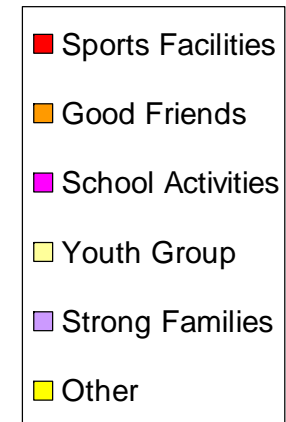 Sports Facilities
Good Friends
School Activities
Youth Group
Strong Families
Other